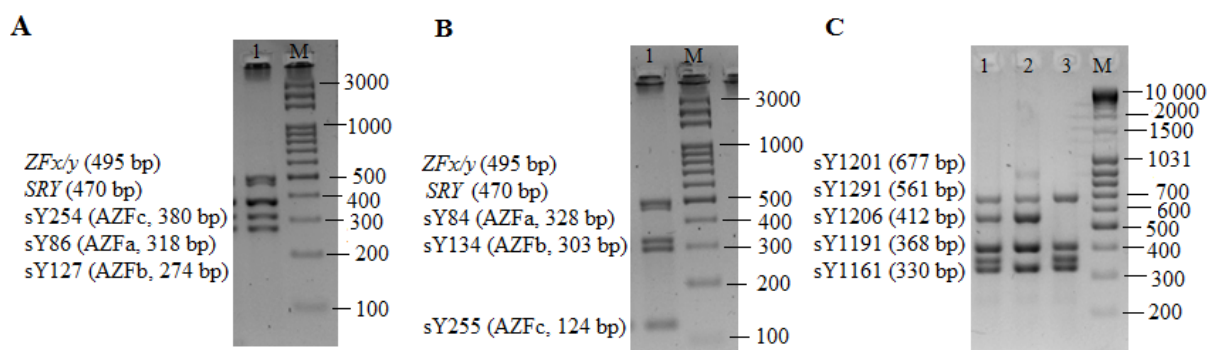 A
1 M
3000
1000
ZFx/y (495 bp)
500
SRY (470 bp)
400
sY254 (AZFc, 380 bp)
300
sY86 (AZFa, 318 bp)
200
sY127 (AZFb, 274 bp)
100
B
1 M
3000
1000
ZFx/y (495 bp)
500
SRY (470 bp)
400
sY84 (AZFa, 328 bp)
300
sY134 (AZFb, 303 bp)
200
sY255 (AZFc, 124 bp)
100
C
1 2 3 M
10 000
2000
1500
1031
sY1201 (677 bp)
700
sY1291 (561 bp)
600
sY1206 (412 bp)
500
sY1191 (368 bp)
400
sY1161 (330 bp)
300
200